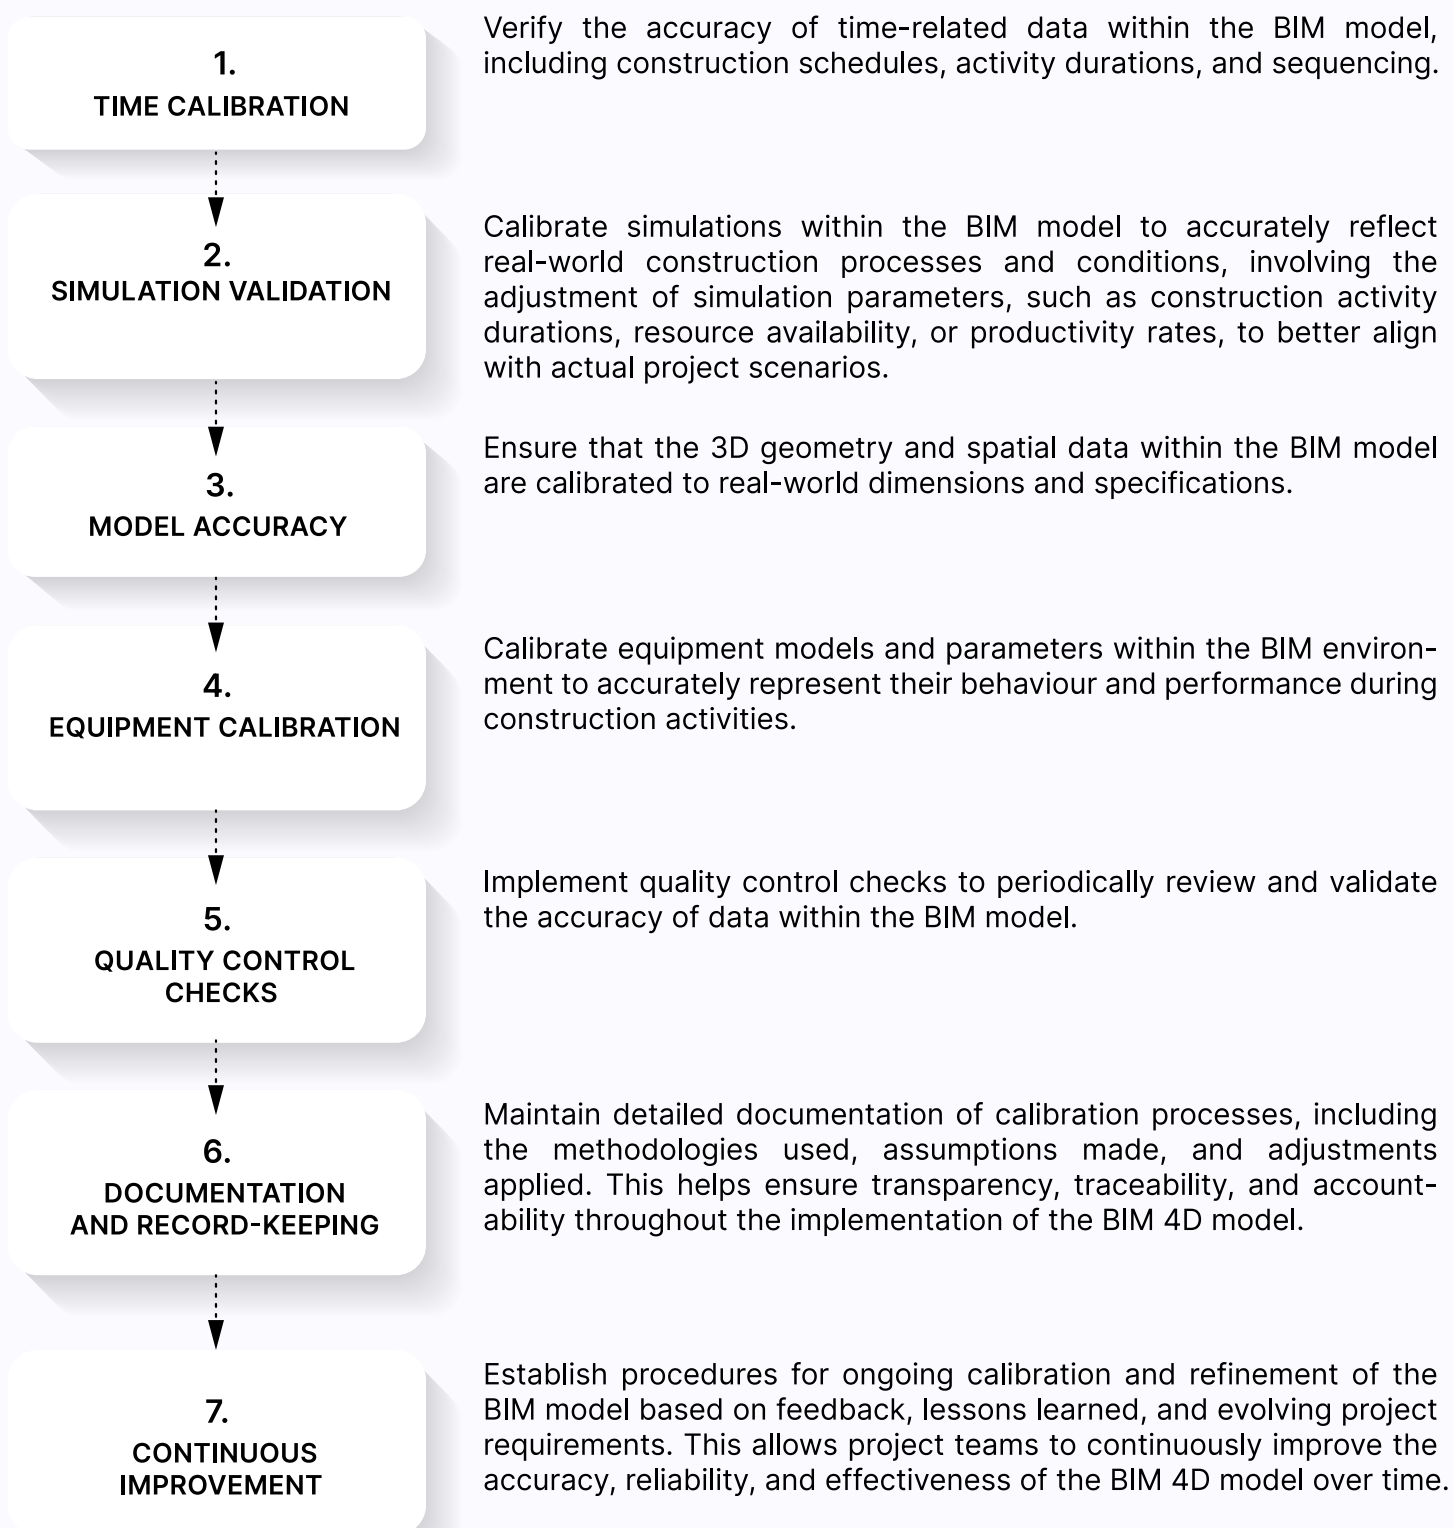 1.
TIME CALIBRATION
Verify the accuracy of time-related data within the BIM model,
including construction schedules, activity durations, and sequencing.
2.
SIMULATION VALIDATION
Calibrate simulations within the BIM model to accurately reflect
real-world construction processes and conditions, involving the
adjustment of simulation parameters, such as construction activity
durations, resource availability, or productivity rates, to better align
with actual project scenarios.
3.
MODEL ACCURACY
Ensure that the 3D geometry and spatial data within the BIM model
are calibrated to real-world dimensions and specifications.
4.
EQUIPMENT CALIBRATION
Calibrate equipment models and parameters within the BIM environ-
ment to accurately represent their behaviour and performance during
construction activities.
5.
QUALITY CONTROL
CHECKS
Implement quality control checks to periodically review and validate
the accuracy of data within the BIM model.
6.
DOCUMENTATION
AND RECORD-KEEPING
Maintain detailed documentation of calibration processes, including
the methodologies used, assumptions made, and adjustments
applied. This helps ensure transparency, traceability, and account-
ability throughout the implementation of the BIM 4D model.
7.
CONTINUOUS
IMPROVEMENT
Establish procedures for ongoing calibration and refinement of the
BIM model based on feedback, lessons learned, and evolving project
requirements. This allows project teams to continuously improve the
accuracy, reliability, and effectiveness of the BIM 4D model over time.